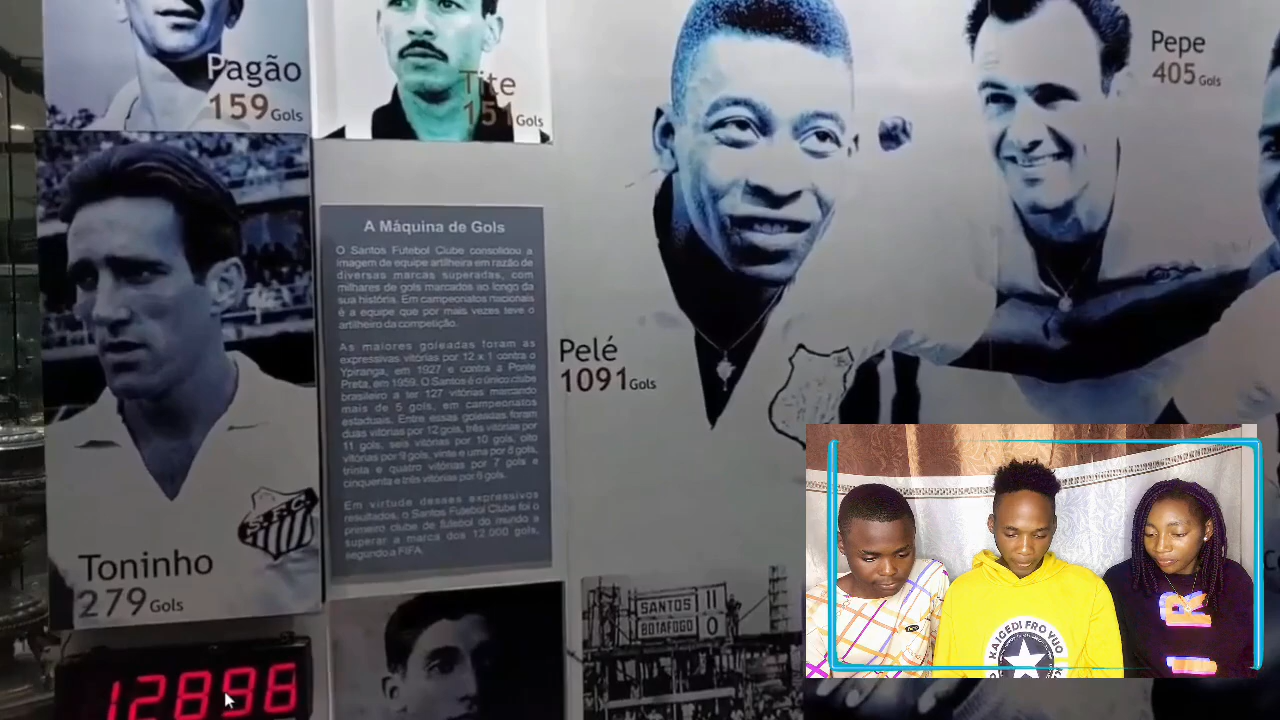 Pagão
159 Gols
Tite
151 Gols
Pepe
405 Gols
A Máquina de Gols
O Santos Futebol Clube consolidou a
imagem de equipe artilheira em razão de
diversas marcas superadas, com
milhares de gols marcados ao longo da
sua história. Em campeonatos nacionais
é a equipe que por mais vezes teve o
artilheiro da competição.
As maiores goleadas foram as
expressivas vitórias por 12 x 1 contra o
Ypiranga, em 1927 e contra a Ponte
Preta, em 1959. O Santos é o único clube
brasileiro a ter 127 vitórias marcando
mais de 5 gols, em campeonatos
estaduais. Entre essas goleadas foram
duas vitórias por 12 gols, três vitórias por
11 gols, seis vitórias por 10 gols, oito
vitórias por 9 gols, vinte e uma por 8 gols,
trinta e quatro vitórias por 7 gols e
cinquenta e três vitórias por 6 gols.
Em virtude desses expressivos
resultados, o Santos Futebol Clube foi o
primeiro clube de futebol do mundo a
superar a marca dos 12.000 gols,
segundo a FIFA.
Pelé
1091 Gols
S.F.C
Toninho
279 Gols
SANTOS 11
BOTAFOGO 0
12898